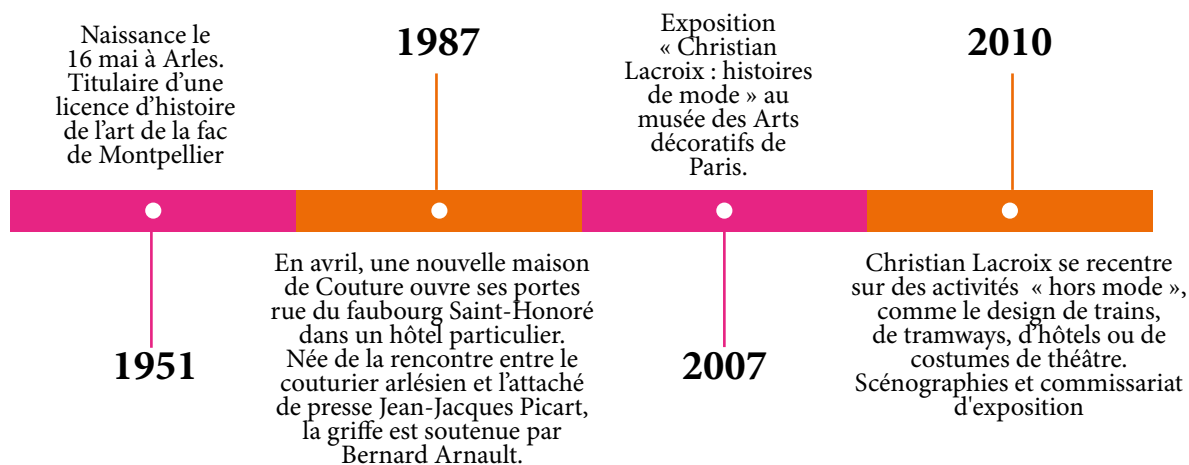 Naissance le
16 mai à Arles.
Titulaire d’une
licence d’histoire
de l’art de la fac
de Montpellier
1951
1987
En avril, une nouvelle maison
de Couture ouvre ses portes
rue du faubourg Saint-Honoré
dans un hôtel particulier.
Née de la rencontre entre le
couturier arlésien et l’attaché
de presse Jean-Jacques Picart,
la griffe est soutenue par
Bernard Arnault.
Exposition
« Christian
Lacroix : histoires
de mode » au
musée des Arts
décoratifs de
Paris.
2007
2010
Christian Lacroix se recentre
sur des activités « hors mode »,
comme le design de trains,
de tramways, d’hôtels ou de
costumes de théâtre.
Scénographies et commissariat
d'exposition